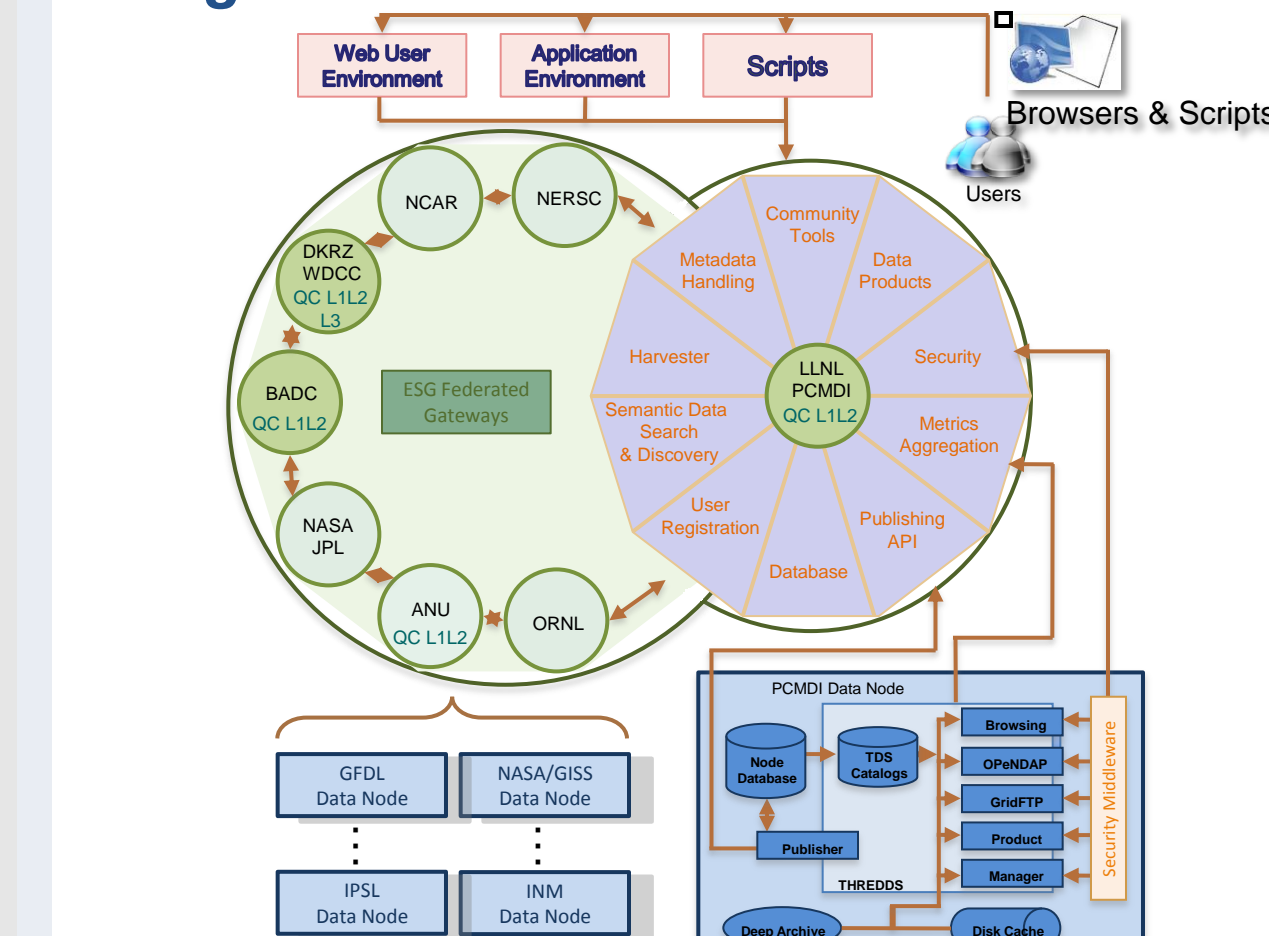 Web User
Environment
Application
Environment
Scripts
Browsers & Scripts
Users
NCAR
NERSC
DKRZ
WDCC
QC L1L2
L3
BADC
QC L1L2
NASA
JPL
ANU
QC L1L2
ORNL
ESG Federated
Gateways
Community
Tools
Metadata
Handling
Data
Products
Harvester
Security
LLNL
PCMDI
QC L1L2
Semantic Data
Search
& Discovery
Metrics
Aggregation
User
Registration
Publishing
API
Database
PCMDI Data Node
Node
Database
TDS
Catalogs
Browsing
OPeNDAP
GridFTP
Product
Manager
Publisher
THREDDS
Security Middleware
Deep Archive
Disk Cache
GFDL
Data Node
NASA/GISS
Data Node
IPSL
Data Node
INM
Data Node